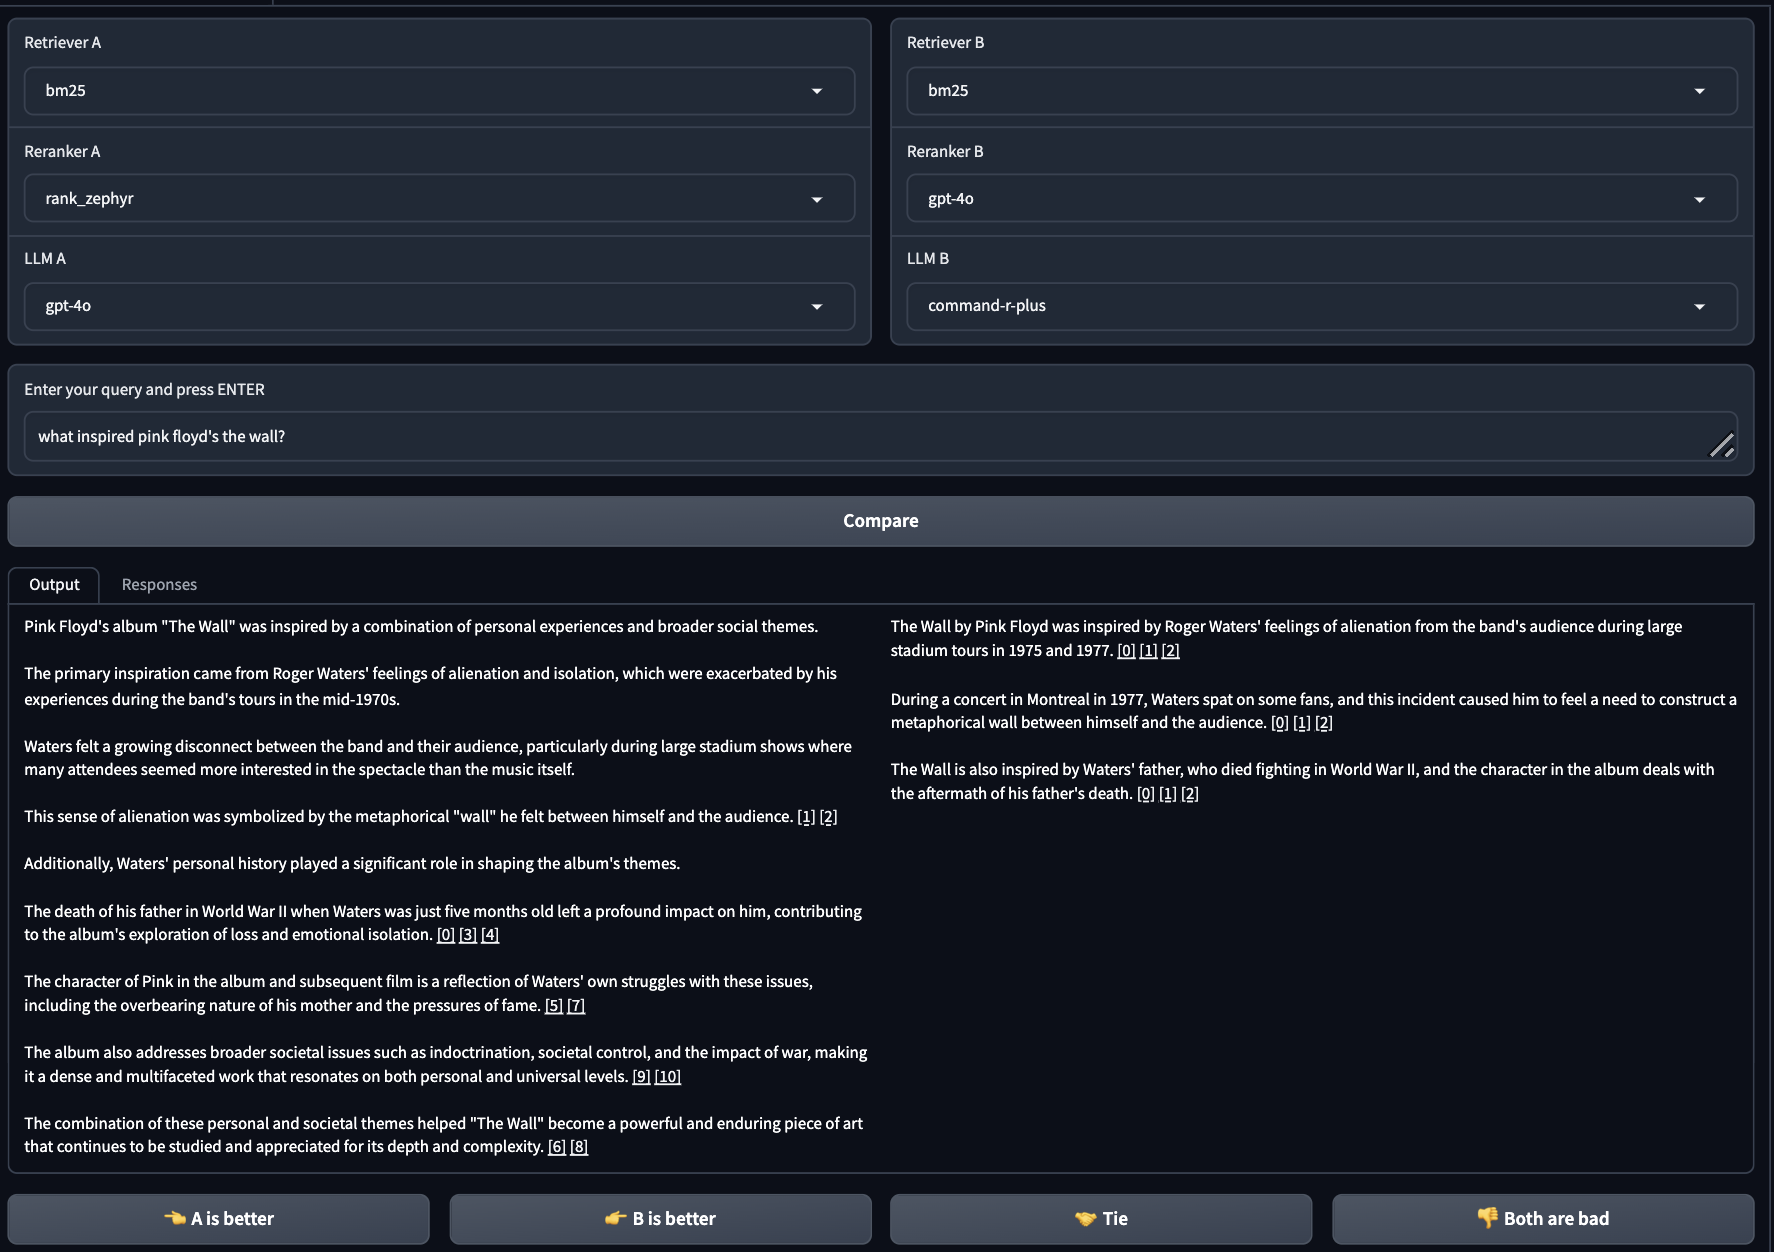 Retriever A
bm25
Reranker A
rank_zephyr
LLM A
gpt-4o
Retriever B
bm25
Reranker B
gpt-4o
LLM B
command-r-plus
Enter your query and press ENTER
what inspired pink floyd's the wall?
Compare
Output
Responses
Pink Floyd's album "The Wall" was inspired by a combination of personal experiences and broader social themes.
The primary inspiration came from Roger Waters' feelings of alienation and isolation, which were exacerbated by his
experiences during the band's tours in the mid-1970s.
Waters felt a growing disconnect between the band and their audience, particularly during large stadium shows where
many attendees seemed more interested in the spectacle than the music itself.
This sense of alienation was symbolized by the metaphorical "wall" he felt between himself and the audience. [1] [2]
Additionally, Waters' personal history played a significant role in shaping the album's themes.
The death of his father in World War II when Waters was just five months old left a profound impact on him, contributing
to the album's exploration of loss and emotional isolation. [0] [3] [4]
The character of Pink in the album and subsequent film is a reflection of Waters' own struggles with these issues,
including the overbearing nature of his mother and the pressures of fame. [5] [7]
The album also addresses broader societal issues such as indoctrination, societal control, and the impact of war, making
it a dense and multifaceted work that resonates on both personal and universal levels. [9] [10]
The combination of these personal and societal themes helped "The Wall" become a powerful and enduring piece of art
that continues to be studied and appreciated for its depth and complexity. [6] [8]
The Wall by Pink Floyd was inspired by Roger Waters' feelings of alienation from the band's audience during large
stadium tours in 1975 and 1977. [0] [1] [2]
During a concert in Montreal in 1977, Waters spat on some fans, and this incident caused him to feel a need to construct a
metaphorical wall between himself and the audience. [0] [1] [2]
The Wall is also inspired by Waters' father, who died fighting in World War II, and the character in the album deals with
the aftermath of his father's death. [0] [1] [2]
👈 A is better
👉 B is better
🤝 Tie
👎 Both are bad